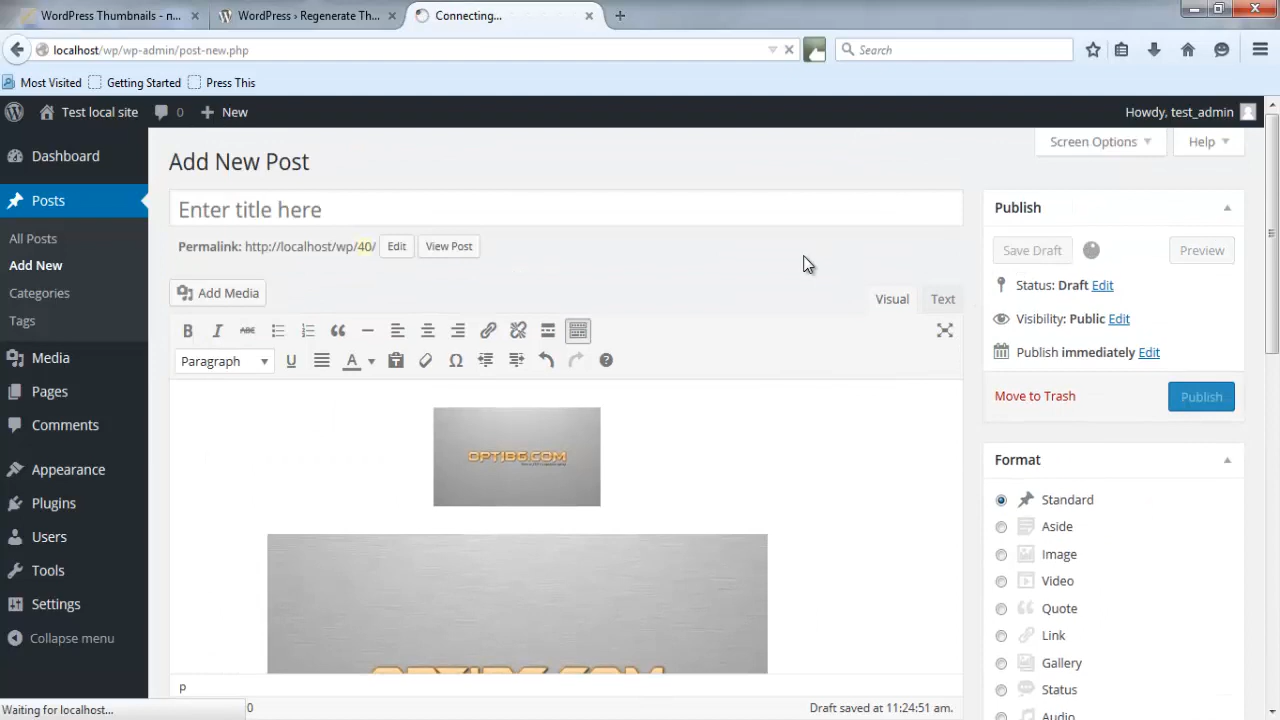 WordPress Thumbnails - n...
WordPress › Regenerate Th...
Connecting...
localhost/wp/wp-admin/post-new.php
Search
Most Visited
Getting Started
Press This
Test local site
0
New
Howdy, test_admin
Screen Options
Help
Dashboard
Posts
All Posts
Add New
Categories
Tags
Media
Pages
Comments
Appearance
Plugins
Users
Tools
Settings
Collapse menu
Add New Post
Enter title here
Permalink: http://localhost/wp/40/
Edit
View Post
Add Media
Visual
Text
B I ABC
Paragraph
U
A
Ω
OPTIBG.COM
OPTIBG.COM
p
0
Draft saved at 11:24:51 am.
Publish
Save Draft
Preview
Status: Draft Edit
Visibility: Public Edit
Publish immediately Edit
Move to Trash
Publish
Format
Standard
Aside
Image
Video
Quote
Link
Gallery
Status
Audio
Waiting for localhost...